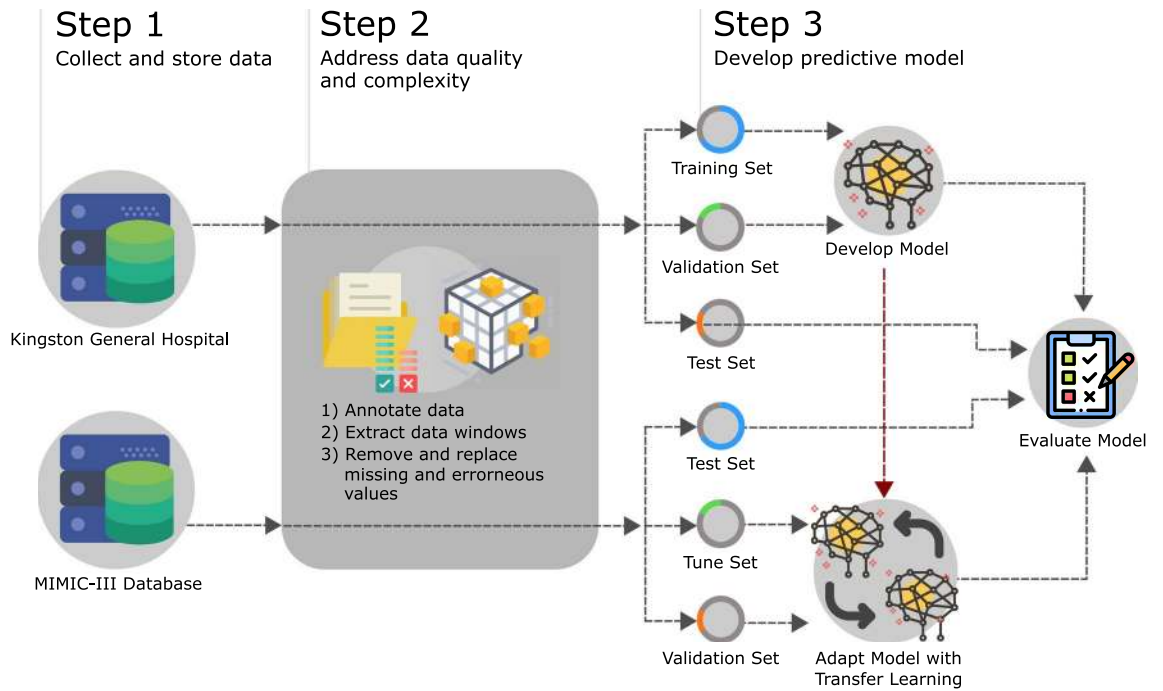 Step 1
Collect and store data
Step 2
Address data quality
and complexity
Step 3
Develop predictive model
Kingston General Hospital
MIMIC-III Database
1) Annotate data
2) Extract data windows
3) Remove and replace
missing and errorneous
values
Training Set
Validation Set
Test Set
Test Set
Tune Set
Validation Set
Develop Model
Adapt Model with
Transfer Learning
Evaluate Model